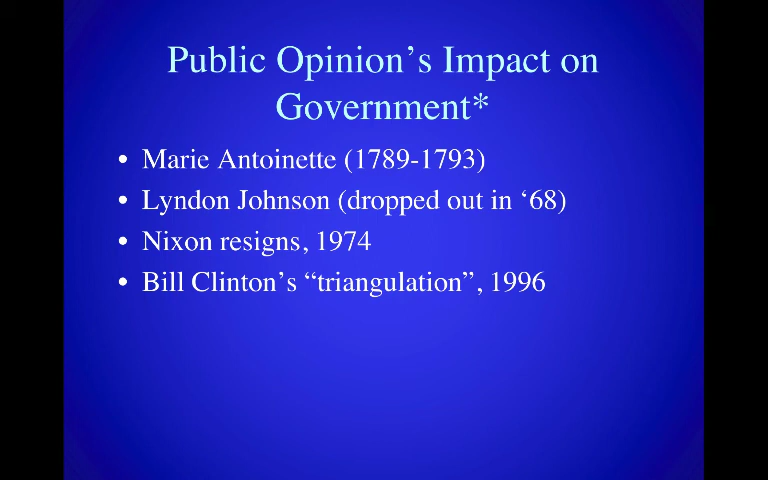 Public Opinion’s Impact on
Government*
• Marie Antoinette (1789-1793)
• Lyndon Johnson (dropped out in ‘68)
• Nixon resigns, 1974
• Bill Clinton’s “triangulation”, 1996